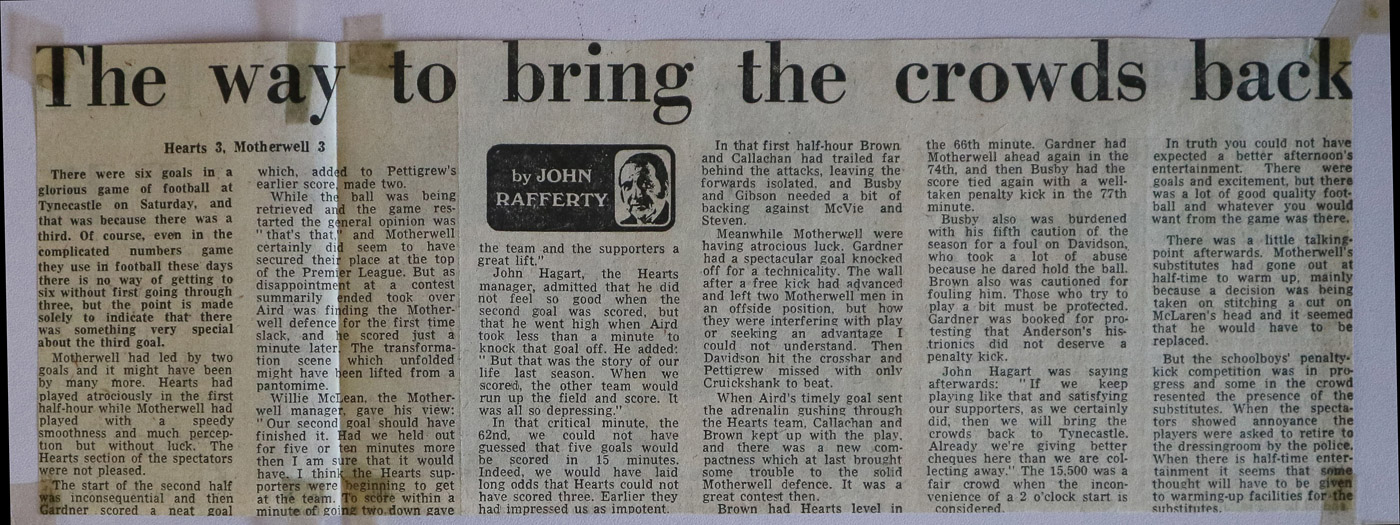 The way to bring the crowds back
Hearts 3, Motherwell 3
There were six goals in a
glorious game of football at
Tynecastle on Saturday, and
that was because there was a
third. Of course, even in the
complicated numbers game
they use in football these days
there is no way of getting to
six without first going through
three, but the point is made
solely to indicate that there
was something very special
about the third goal.
Motherwell had led by two
goals and it might have been
by many more. Hearts had
played atrociously in the first
half-hour while Motherwell had
played with a speedy
smoothness and much percep-
tion but without luck. The
Hearts section of the spectators
were not pleased.
The start of the second half
was inconsequential and then
Gardner scored a neat goal
which, added to Pettigrew's
earlier score, made two.
While the ball was being
retrieved and the game res-
tarted the general opinion was
"that's that," and Motherwell
certainly did seem to have
secured their place at the top
of the Premier League. But as
disappointment at a contest
summarily ended took over
Aird was finding the Mother-
well defence for the first time
slack, and he scored just a
minute later. The transforma-
tion scene which unfolded
might have been lifted from a
pantomime.
Willie McLean, the Mother-
well manager, gave his view:
"Our second goal should have
finished it. Had we held out
for five or ten minutes more
then I am sure that it would
have. I think the Hearts sup-
porters were beginning to get
at the team. To score within a
minute of going two down gave
by JOHN
RAFFERTY
the team and the supporters a
great lift."
John Hagart, the Hearts
manager, admitted that he did
not feel so good when the
second goal was scored, but
that he went high when Aird
took less than a minute to
knock that goal off. He added:
"But that was the story of our
life last season. When we
scored, the other team would
run up the field and score. It
was all so depressing."
In that critical minute, the
62nd, we could not have
guessed that five goals would
be scored in 15 minutes.
Indeed, we would have laid
long odds that Hearts could not
have scored three. Earlier they
had impressed us as impotent.
In that first half-hour Brown
and Callachan had trailed far
behind the attacks, leaving the
forwards isolated, and Busby
and Gibson needed a bit of
backing against McVie and
Steven.
Meanwhile Motherwell were
having atrocious luck. Gardner
had a spectacular goal knocked
off for a technicality. The wall
after a free kick had advanced
and left two Motherwell men in
an offside position, but how
they were interfering with play
or seeking an advantage I
could not understand. Then
Davidson hit the crossbar and
Pettigrew missed with only
Cruickshank to beat.
When Aird's timely goal sent
the adrenalin gushing through
the Hearts team, Callachan and
Brown kept up with the play,
and there was a new com-
pactness which at last brought
some trouble to the solid
Motherwell defence. It was a
great contest then.
Brown had Hearts level in
the 66th minute. Gardner had
Motherwell ahead again in the
74th, and then Busby had the
score tied again with a well-
taken penalty kick in the 77th
minute.
Busby also was burdened
with his fifth caution of the
season for a foul on Davidson,
who took a lot of abuse
because he dared hold the ball.
Brown also was cautioned for
fouling him. Those who try to
play a bit must be protected.
Gardner was booked for pro-
testing that Anderson's his-
trionics did not deserve a
penalty kick.
John Hagart was saying
afterwards: "If we keep
playing like that and satisfying
our supporters, as we certainly
did, then we will bring the
crowds back to Tynecastle.
Already we're giving better
cheques here than we are col-
lecting away." The 15,500 was a
fair crowd when the incon-
venience of a 2 o'clock start is
considered.
In truth you could not have
expected a better afternoon's
entertainment. There were
goals and excitement, but there
was a lot of good quality foot-
ball and whatever you would
want from the game was there.
There was a little talking-
point afterwards. Motherwell's
substitutes had gone out at
half-time to warm up, mainly
because a decision was being
taken on stitching a cut on
McLaren's head and it seemed
that he would have to be
replaced.
But the schoolboys' penalty-
kick competition was in pro-
gress and some in the crowd
resented the presence of the
substitutes. When the specta-
tors showed annoyance the
players were asked to retire to
the dressingroom by the police.
When there is half-time enter-
tainment it seems that some
thought will have to be given
to warming-up facilities for the
substitutes.